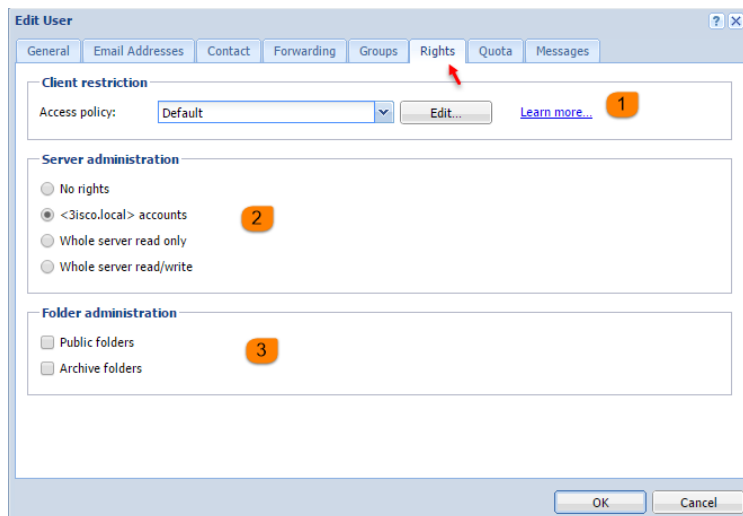 Edit User
General Email Addresses Contact Forwarding Groups Rights Quota Messages
Client restriction
Access policy: Default Edit... Learn more... 1
Server administration
No rights
<3isco.local> accounts 2
Whole server read only
Whole server read/write
Folder administration
Public folders
3
Archive folders
OK Cancel